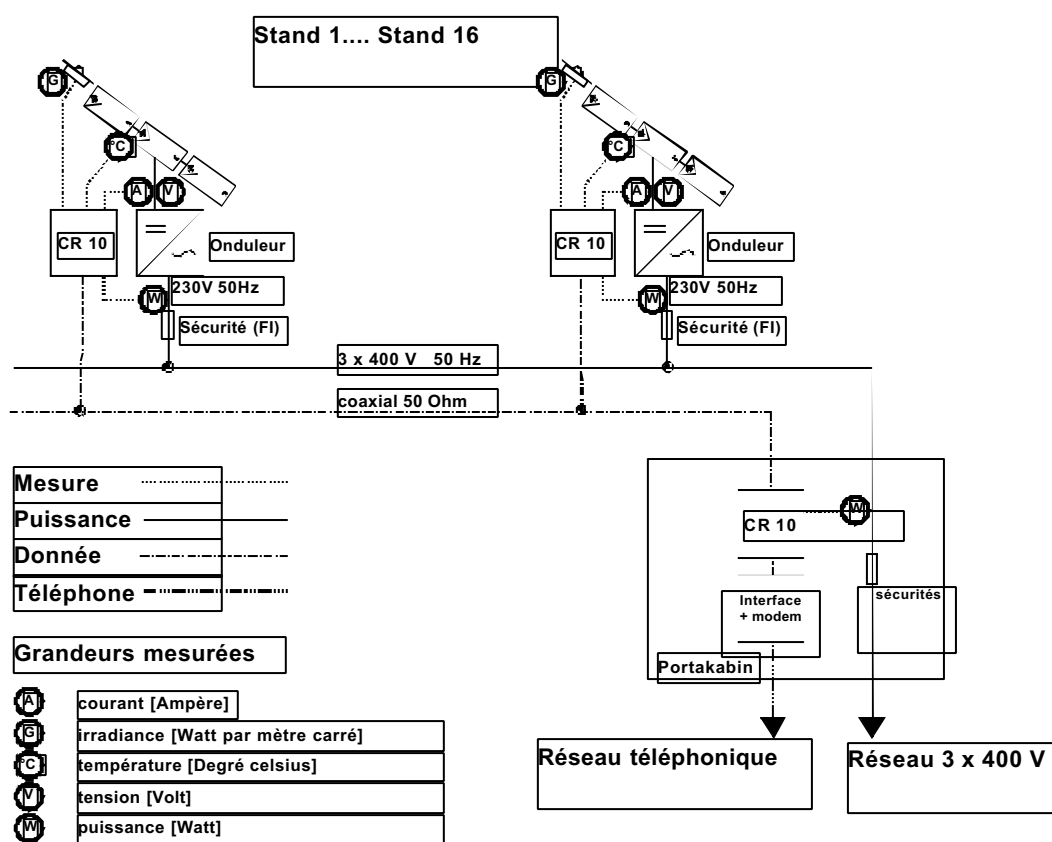 Stand 1.... Stand 16
G
G
°C
°C
A V
A V
CR 10
Onduleur
CR 10
Onduleur
230V 50Hz
230V 50Hz
W
W
Sécurité (FI)
Sécurité (FI)
3 x 400 V 50 Hz
coaxial 50 Ohm
Mesure
Puissance
Donnée
Téléphone
W
CR 10
sécurités
Interface
+ modem
Portakabin
Grandeurs mesurées
A courant [Ampère]
G irradiance [Watt par mètre carré]
°C température [Degré celsius]
V tension [Volt]
W puissance [Watt]
Réseau téléphonique
Réseau 3 x 400 V